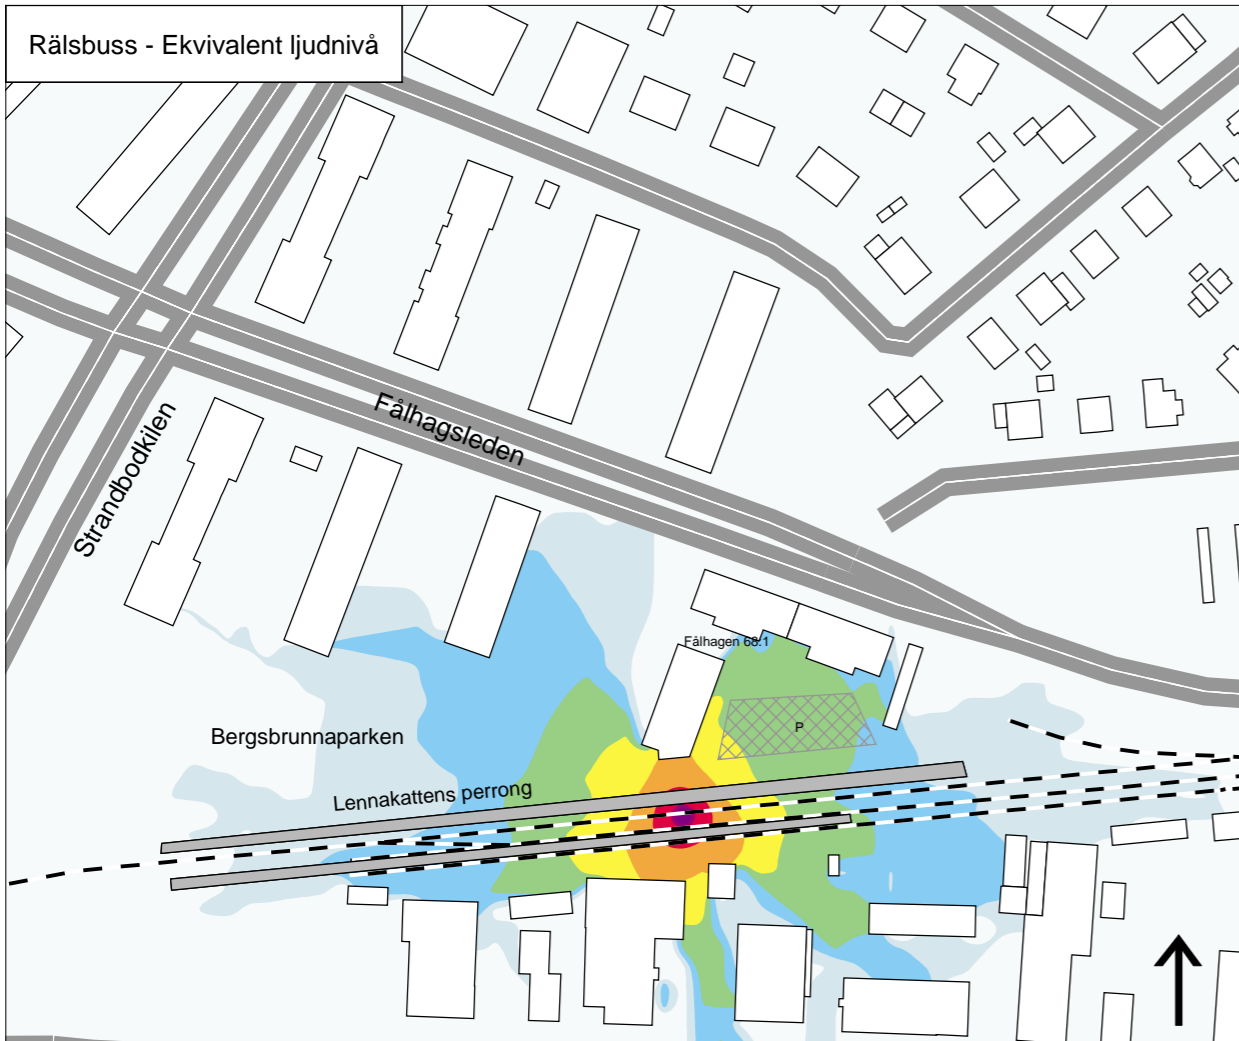 Rälsbuss - Ekvivalent ljudnivå
Fålhagsleden
Strandbodkilen
Fålhagen 68:1
P
Bergsbrunnaparken
Lennakattens perrong